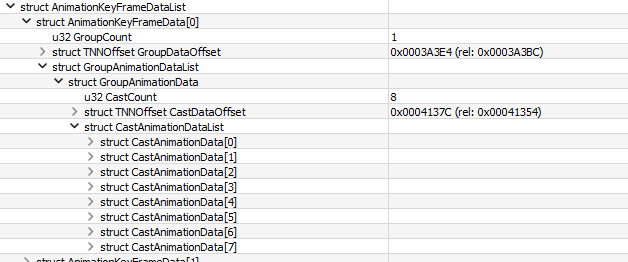 struct AnimationKeyFrameDataList
struct AnimationKeyFrameData[0]
u32 GroupCount 1
struct TNNOffset GroupDataOffset 0x0003A3E4 (rel: 0x0003A3BC)
struct GroupAnimationDataList
struct GroupAnimationData
u32 CastCount 8
struct TNNOffset CastDataOffset 0x0004137C (rel: 0x00041354)
struct CastAnimationDataList
struct CastAnimationData[0]
struct CastAnimationData[1]
struct CastAnimationData[2]
struct CastAnimationData[3]
struct CastAnimationData[4]
struct CastAnimationData[5]
struct CastAnimationData[6]
struct CastAnimationData[7]
struct AnimationKeyFrameData[1]